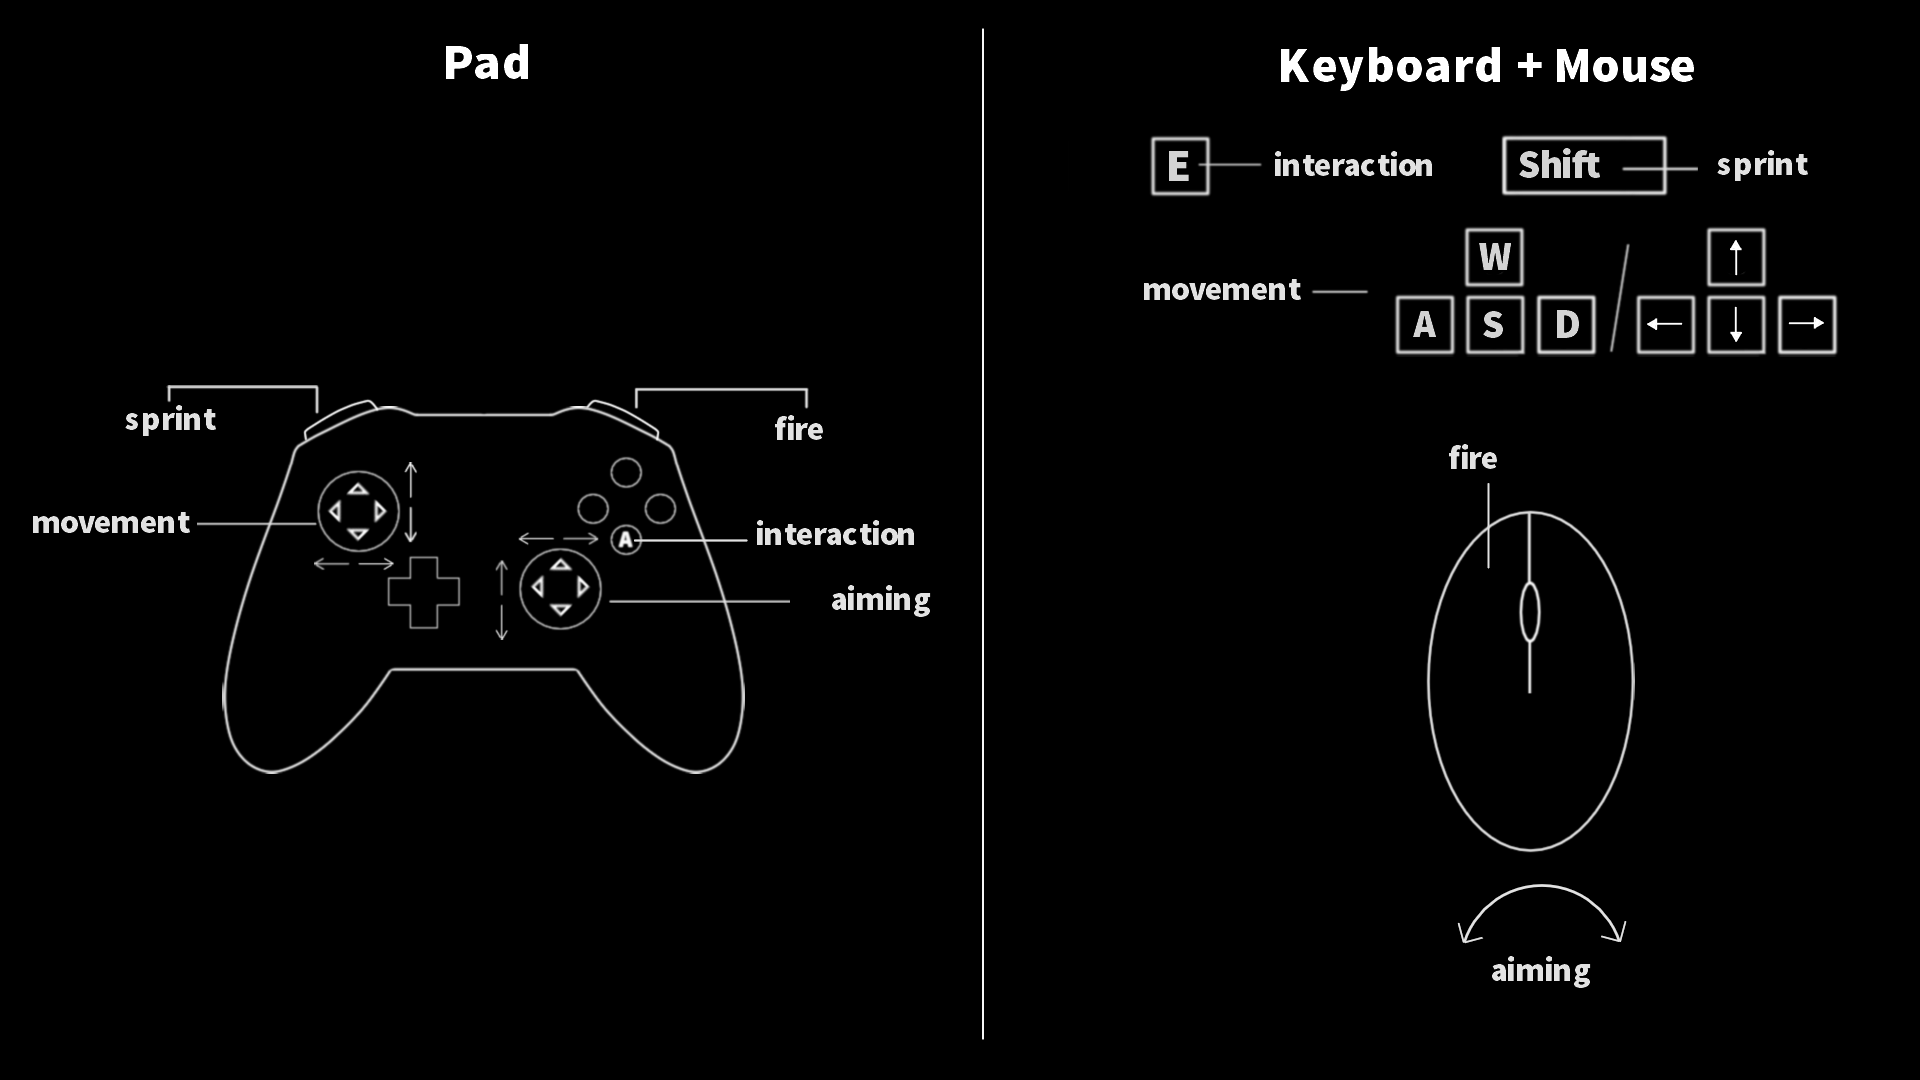 Pad
sprint
fire
movement
A
interaction
aiming
Keyboard + Mouse
E
interaction
Shift
sprint
movement
W
A S D
fire
aiming